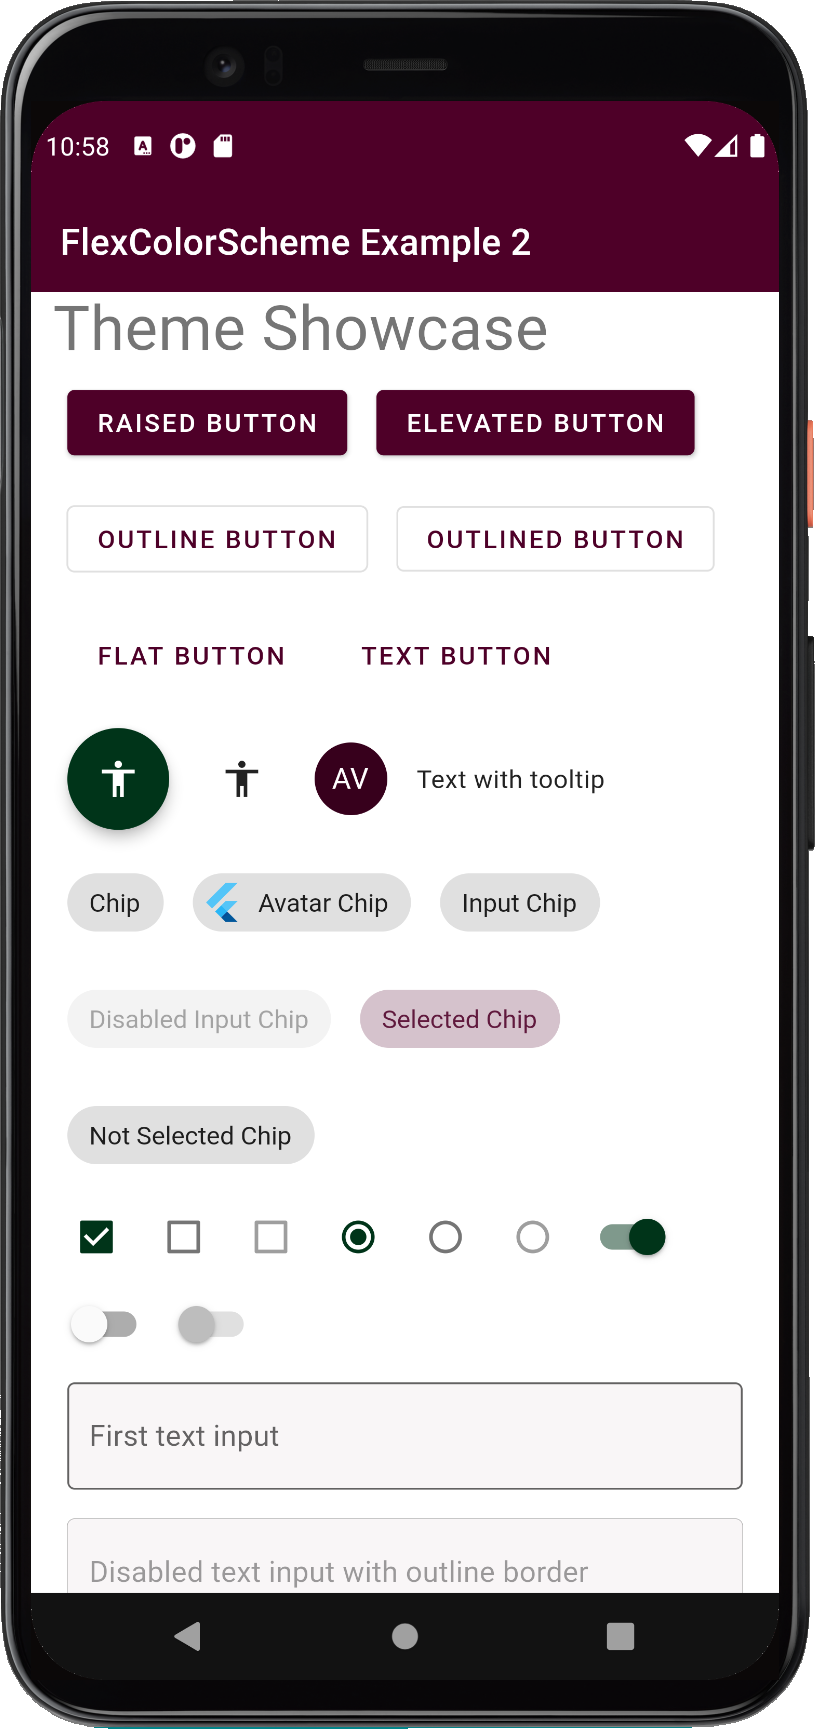 10:58
FlexColorScheme Example 2
Theme Showcase
RAISED BUTTON ELEVATED BUTTON
OUTLINE BUTTON OUTLINED BUTTON
FLAT BUTTON TEXT BUTTON
AV Text with tooltip
Chip Avatar Chip Input Chip
Disabled Input Chip Selected Chip
Not Selected Chip
First text input
Disabled text input with outline border